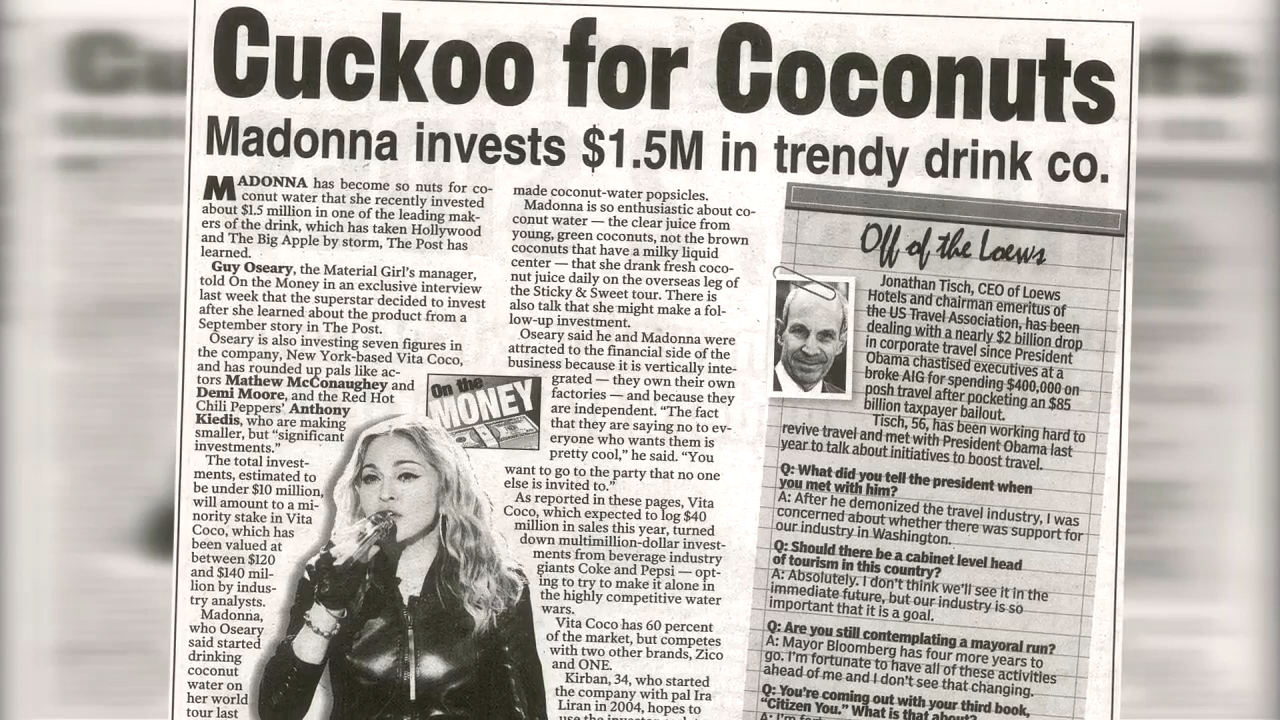 Cuckoo for Coconuts
Madonna invests $1.5M in trendy drink co.
MADONNA has become so nuts for co-
conut water that she recently invested
about $1.5 million in one of the leading mak-
ers of the drink, which has taken Hollywood
and The Big Apple by storm, The Post has
learned.
Guy Oseary, the Material Girl's manager,
told On the Money in an exclusive interview
last week that the superstar decided to invest
after she learned about the product from a
September story in The Post.
Oseary is also investing seven figures in
the company, New York-based Vita Coco,
and has rounded up pals like ac-
tors Mathew McConaughey and
Demi Moore, and the Red Hot
Chili Peppers' Anthony
Kiedis, who are making
smaller, but "significant
investments."
The total invest-
ments, estimated to
be under $10 million,
will amount to a mi-
nority stake in Vita
Coco, which has
been valued at
between $120
and $140 mil-
lion by indus-
try analysts.
Madonna,
who Oseary
said started
drinking
coconut
water on
her world
tour last
On the
MONEY
made coconut-water popsicles.
Madonna is so enthusiastic about co-
conut water — the clear juice from
young, green coconuts, not the brown
coconuts that have a milky liquid
center — that she drank fresh coco-
nut juice daily on the overseas leg of
the Sticky & Sweet tour. There is
also talk that she might make a fol-
low-up investment.
Oseary said he and Madonna were
attracted to the financial side of the
business because it is vertically inte-
grated — they own their own
factories — and because they
are independent. "The fact
that they are saying no to ev-
eryone who wants them is
pretty cool," he said. "You
want to go to the party that no one
else is invited to."
As reported in these pages, Vita
Coco, which expected to log $40
million in sales this year, turned
down multimillion-dollar invest-
ments from beverage industry
giants Coke and Pepsi — opt-
ing to try to make it alone in
the highly competitive water
wars.
Vita Coco has 60 percent
of the market, but competes
with two other brands, Zico
and ONE.
Kirban, 34, who started
the company with pal Ira
Liran in 2004, hopes to
Off of the Loews
Jonathan Tisch, CEO of Loews
Hotels and chairman emeritus of
the US Travel Association, has been
dealing with a nearly $2 billion drop
in corporate travel since President
Obama chastised executives at a
broke AIG for spending $400,000 on
posh travel after pocketing an $85
billion taxpayer bailout.
Tisch, 56, has been working hard to
revive travel and met with President Obama last
year to talk about initiatives to boost travel.
Q: What did you tell the president when
you met with him?
A: After he demonized the travel industry, I was
concerned about whether there was support for
our industry in Washington.
Q: Should there be a cabinet level head
of tourism in this country?
A: Absolutely. I don't think we'll see it in the
immediate future, but our industry is so
important that it is a goal.
Q: Are you still contemplating a mayoral run?
A: Mayor Bloomberg has four more years to
go. I'm fortunate to have all of these activities
ahead of me and I don't see that changing.
Q: You're coming out with your third book,
"Citizen You." What is that about?